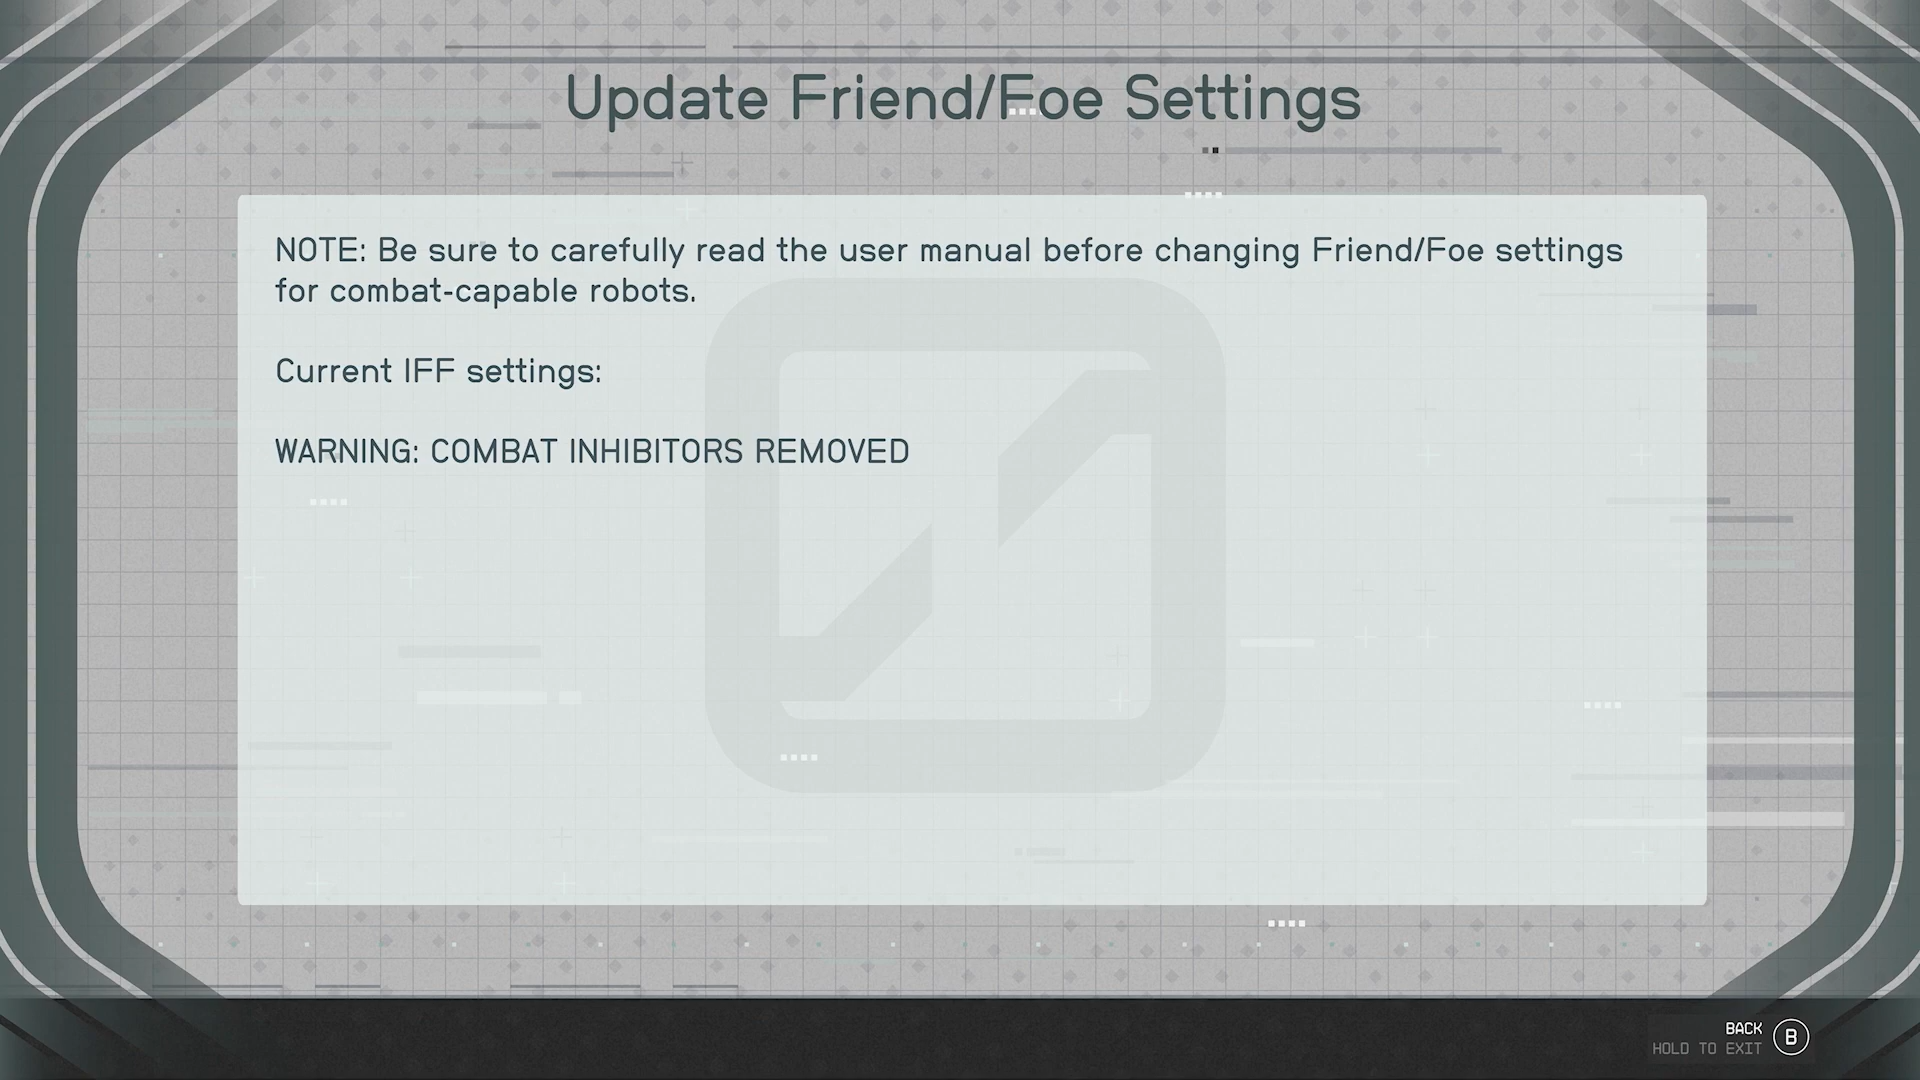 Update Friend/Foe Settings
NOTE: Be sure to carefully read the user manual before changing Friend/Foe settings
for combat-capable robots.
Current IFF settings:
WARNING: COMBAT INHIBITORS REMOVED
BACK
HOLD TO EXIT
B